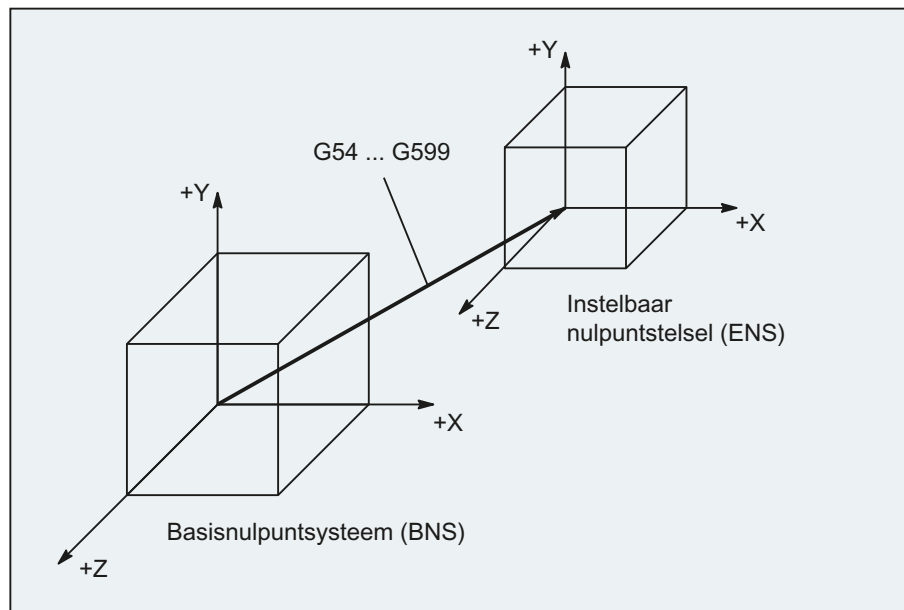 +Y
G54 ... G599
+Y
+X
+Z
Instelbaar
nulpuntstelsel (ENS)
+X
Basisnulpuntsysteem (BNS)
+Z